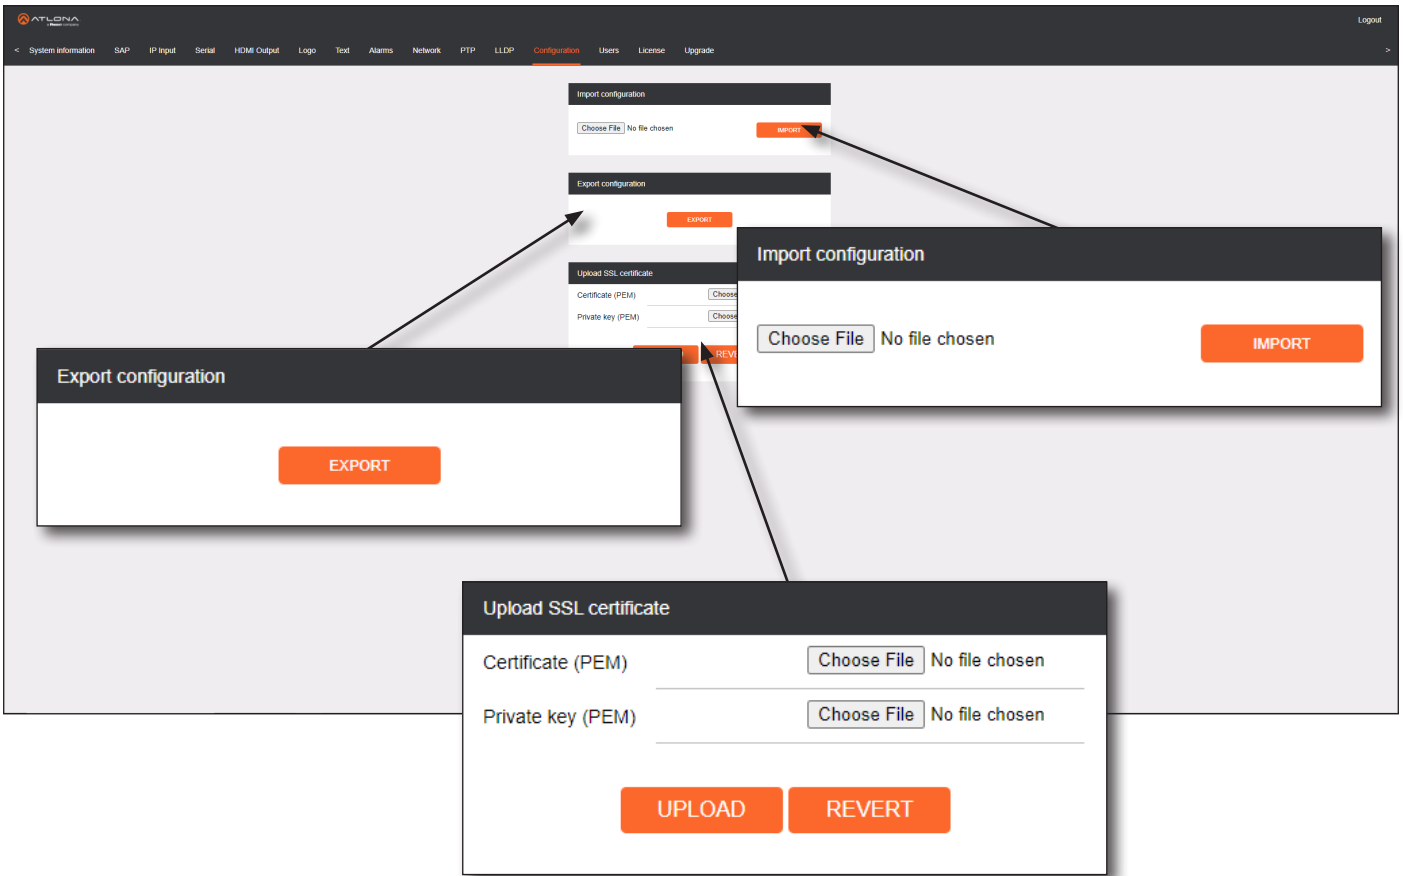 ATLONA
Logout
< System information SAP IP Input Serial HDMI Output Logo Text Alarms Network PTP LLDP Configuration Users License Upgrade >
Import configuration
Choose File No file chosen IMPORT
Export configuration
EXPORT
Upload SSL certificate
Certificate (PEM) Choose
Private key (PEM) Choose
Import configuration
Choose File No file chosen IMPORT
Export configuration
EXPORT
Upload SSL certificate
Certificate (PEM) Choose File No file chosen
Private key (PEM) Choose File No file chosen
UPLOAD REVERT